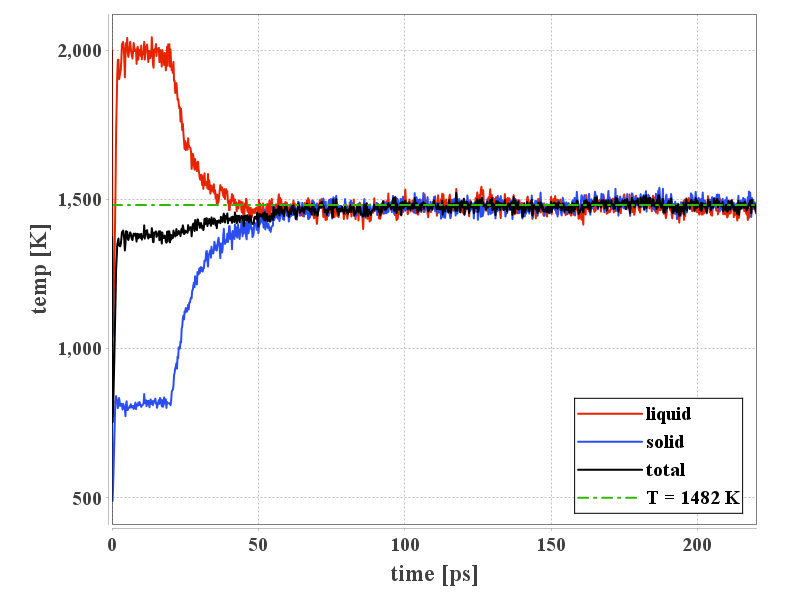 2,000
1,500
1,000
500
temp [K]
0
50
100
150
200
time [ps]
liquid
solid
total
T = 1482 K